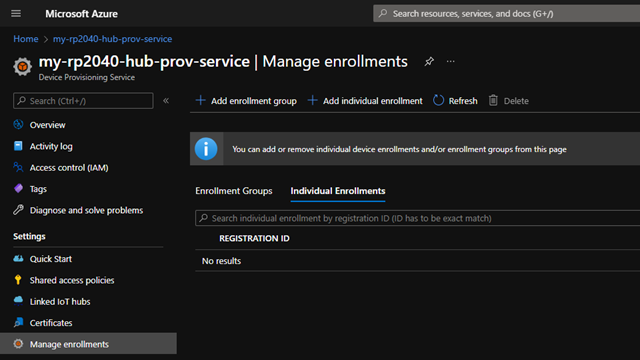 Microsoft Azure
Search resources, services, and docs (G+/)
Home > my-rp2040-hub-prov-service >
my-rp2040-hub-prov-service | Manage enrollments
Device Provisioning Service
Search (Ctrl+/)
Overview
Activity log
Access control (IAM)
Tags
Diagnose and solve problems
Settings
Quick Start
Shared access policies
Linked IoT hubs
Certificates
Manage enrollments
Add enrollment group
Add individual enrollment
Refresh
Delete
You can add or remove individual device enrollments and/or enrollment groups from this page
Enrollment Groups
Individual Enrollments
Search individual enrollment by registration ID (ID has to be exact match)
REGISTRATION ID
No results